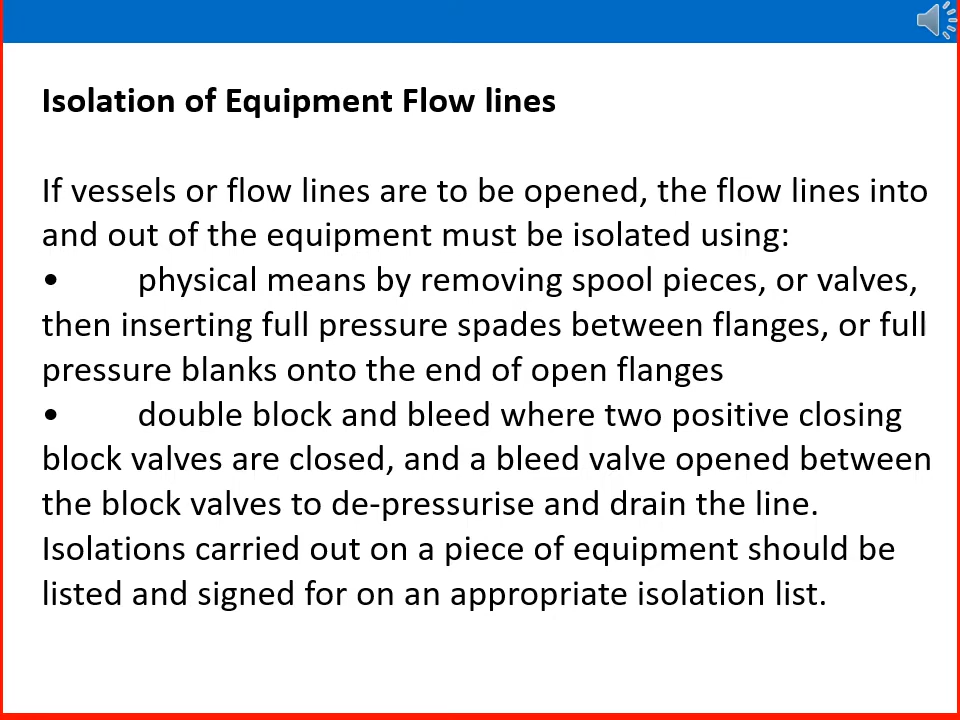 Isolation of Equipment Flow lines
If vessels or flow lines are to be opened, the flow lines into
and out of the equipment must be isolated using:
• physical means by removing spool pieces, or valves,
then inserting full pressure spades between flanges, or full
pressure blanks onto the end of open flanges
• double block and bleed where two positive closing
block valves are closed, and a bleed valve opened between
the block valves to de-pressurise and drain the line.
Isolations carried out on a piece of equipment should be
listed and signed for on an appropriate isolation list.